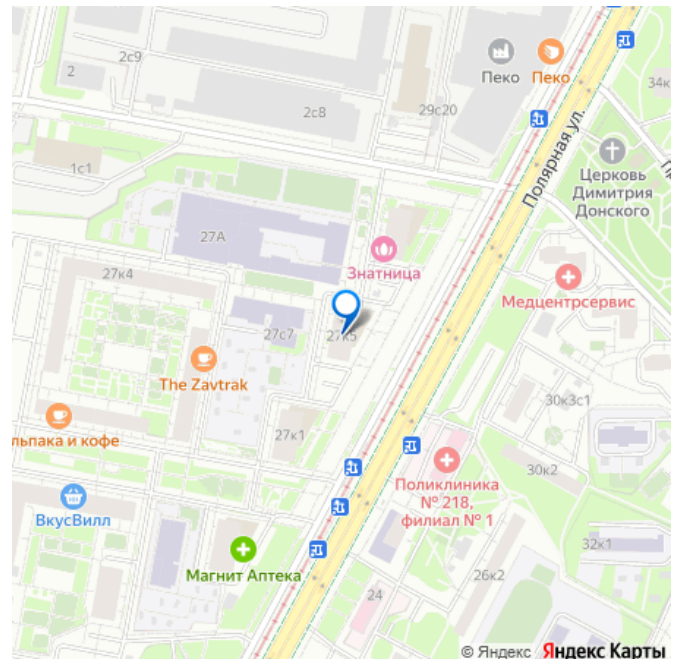 2с9
2
Пеко
Пеко
2с8
29с20
1с1
Полярная ул.
Церковь
Димитрия
Донского
27А
Знатница
27к4
Медцентрсервис
27с7
27к5
The Zavtrak
30к3с1
льпака и кофе
27к1
Поликлиника
№ 218,
филиал № 1
30к2
ВкусВилл
Магнит Аптека
32к1
26к2
24
© Яндекс Яндекс Карты